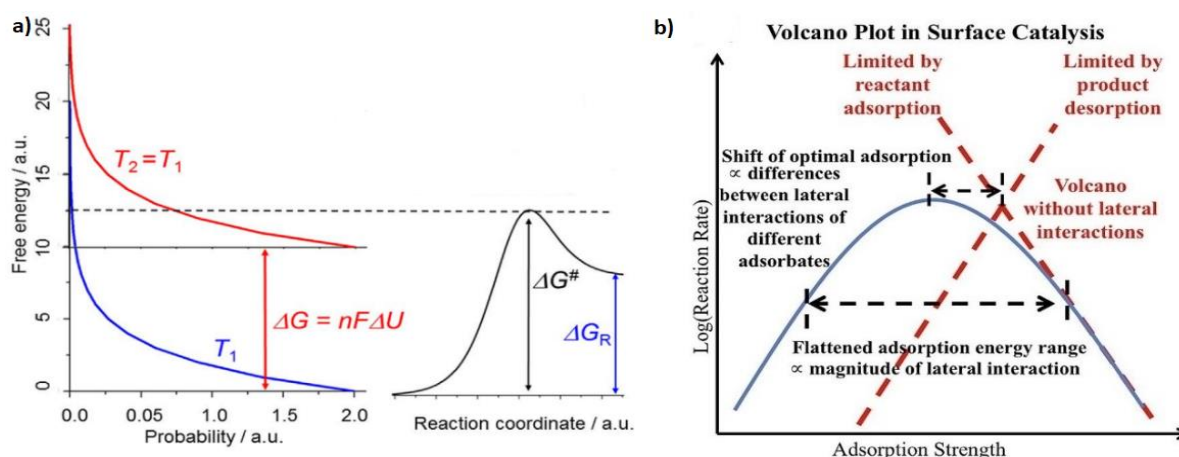 a)
25
20
15
10
5
0
Free energy / a.u.
T₂ = T₁
ΔG = nFΔU
T₁
0.0
0.05
1.0
1.5
2.0
Probability / a.u.
ΔG#
ΔG_R
Reaction coordinate / a.u.
b)
Volcano Plot in Surface Catalysis
Limited by
reactant
adsorption
Limited by
product
desorption
Shift of optimal adsorption
∝ differences
between lateral
interactions of
different
adsorbates
Volcano
without lateral
interactions
Flattened adsorption energy range
∝ magnitude of lateral interaction
Log(Reaction Rate)
Adsorption Strength